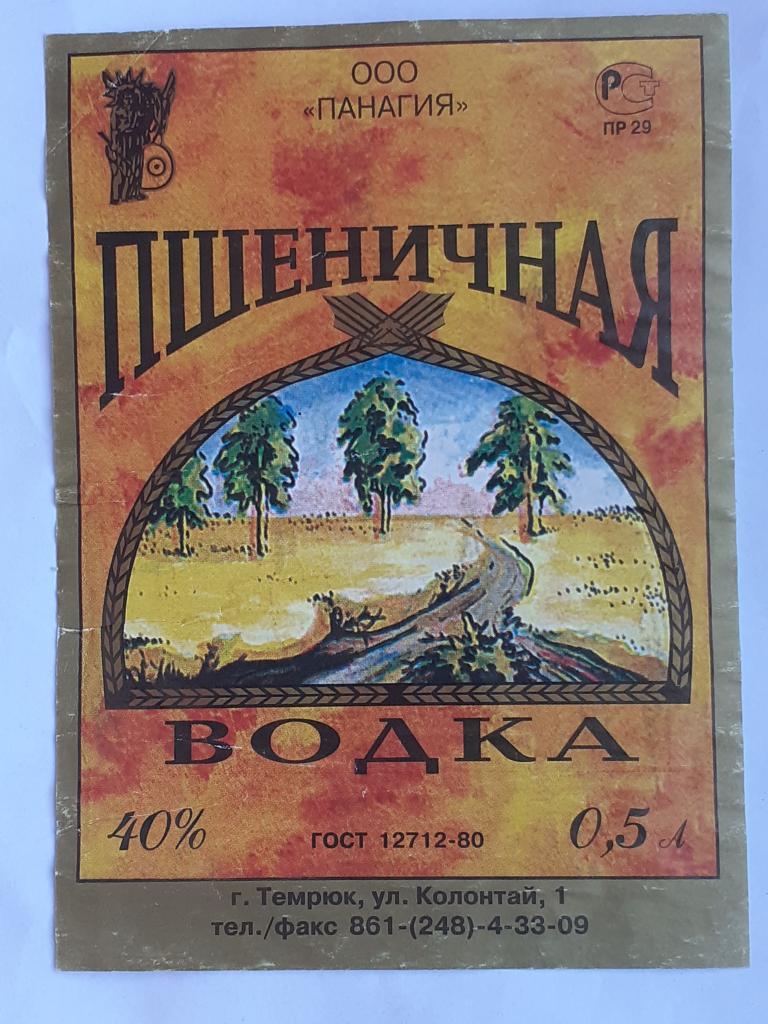 ООО
«ПАНАГИЯ»
РСТ
ПР 29
ПШЕНИЧНАЯ
ВОДКА
40%
ГОСТ 12712-80
0,5 л
г. Темрюк, ул. Колонтай, 1
тел./факс 861-(248)-4-33-09